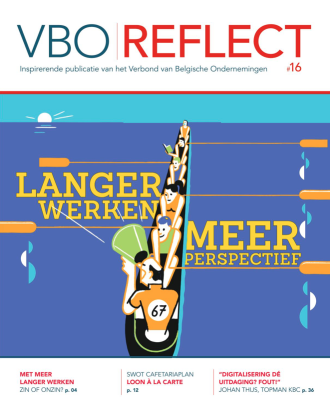 VBO REFLECT
Inspirerende publicatie van het Verbond van Belgische Ondernemingen
#16
LANGER
WERKEN
MEER
PERSPECTIEF
67
MET MEER
LANGER WERKEN
ZIN OF ONZIN? p. 04
SWOT CAFETARIAPLAN
LOON À LA CARTE
p. 12
“DIGITALISERING DÉ
UITDAGING? FOUT!”
JOHAN THIJS, TOPMAN KBC p. 36